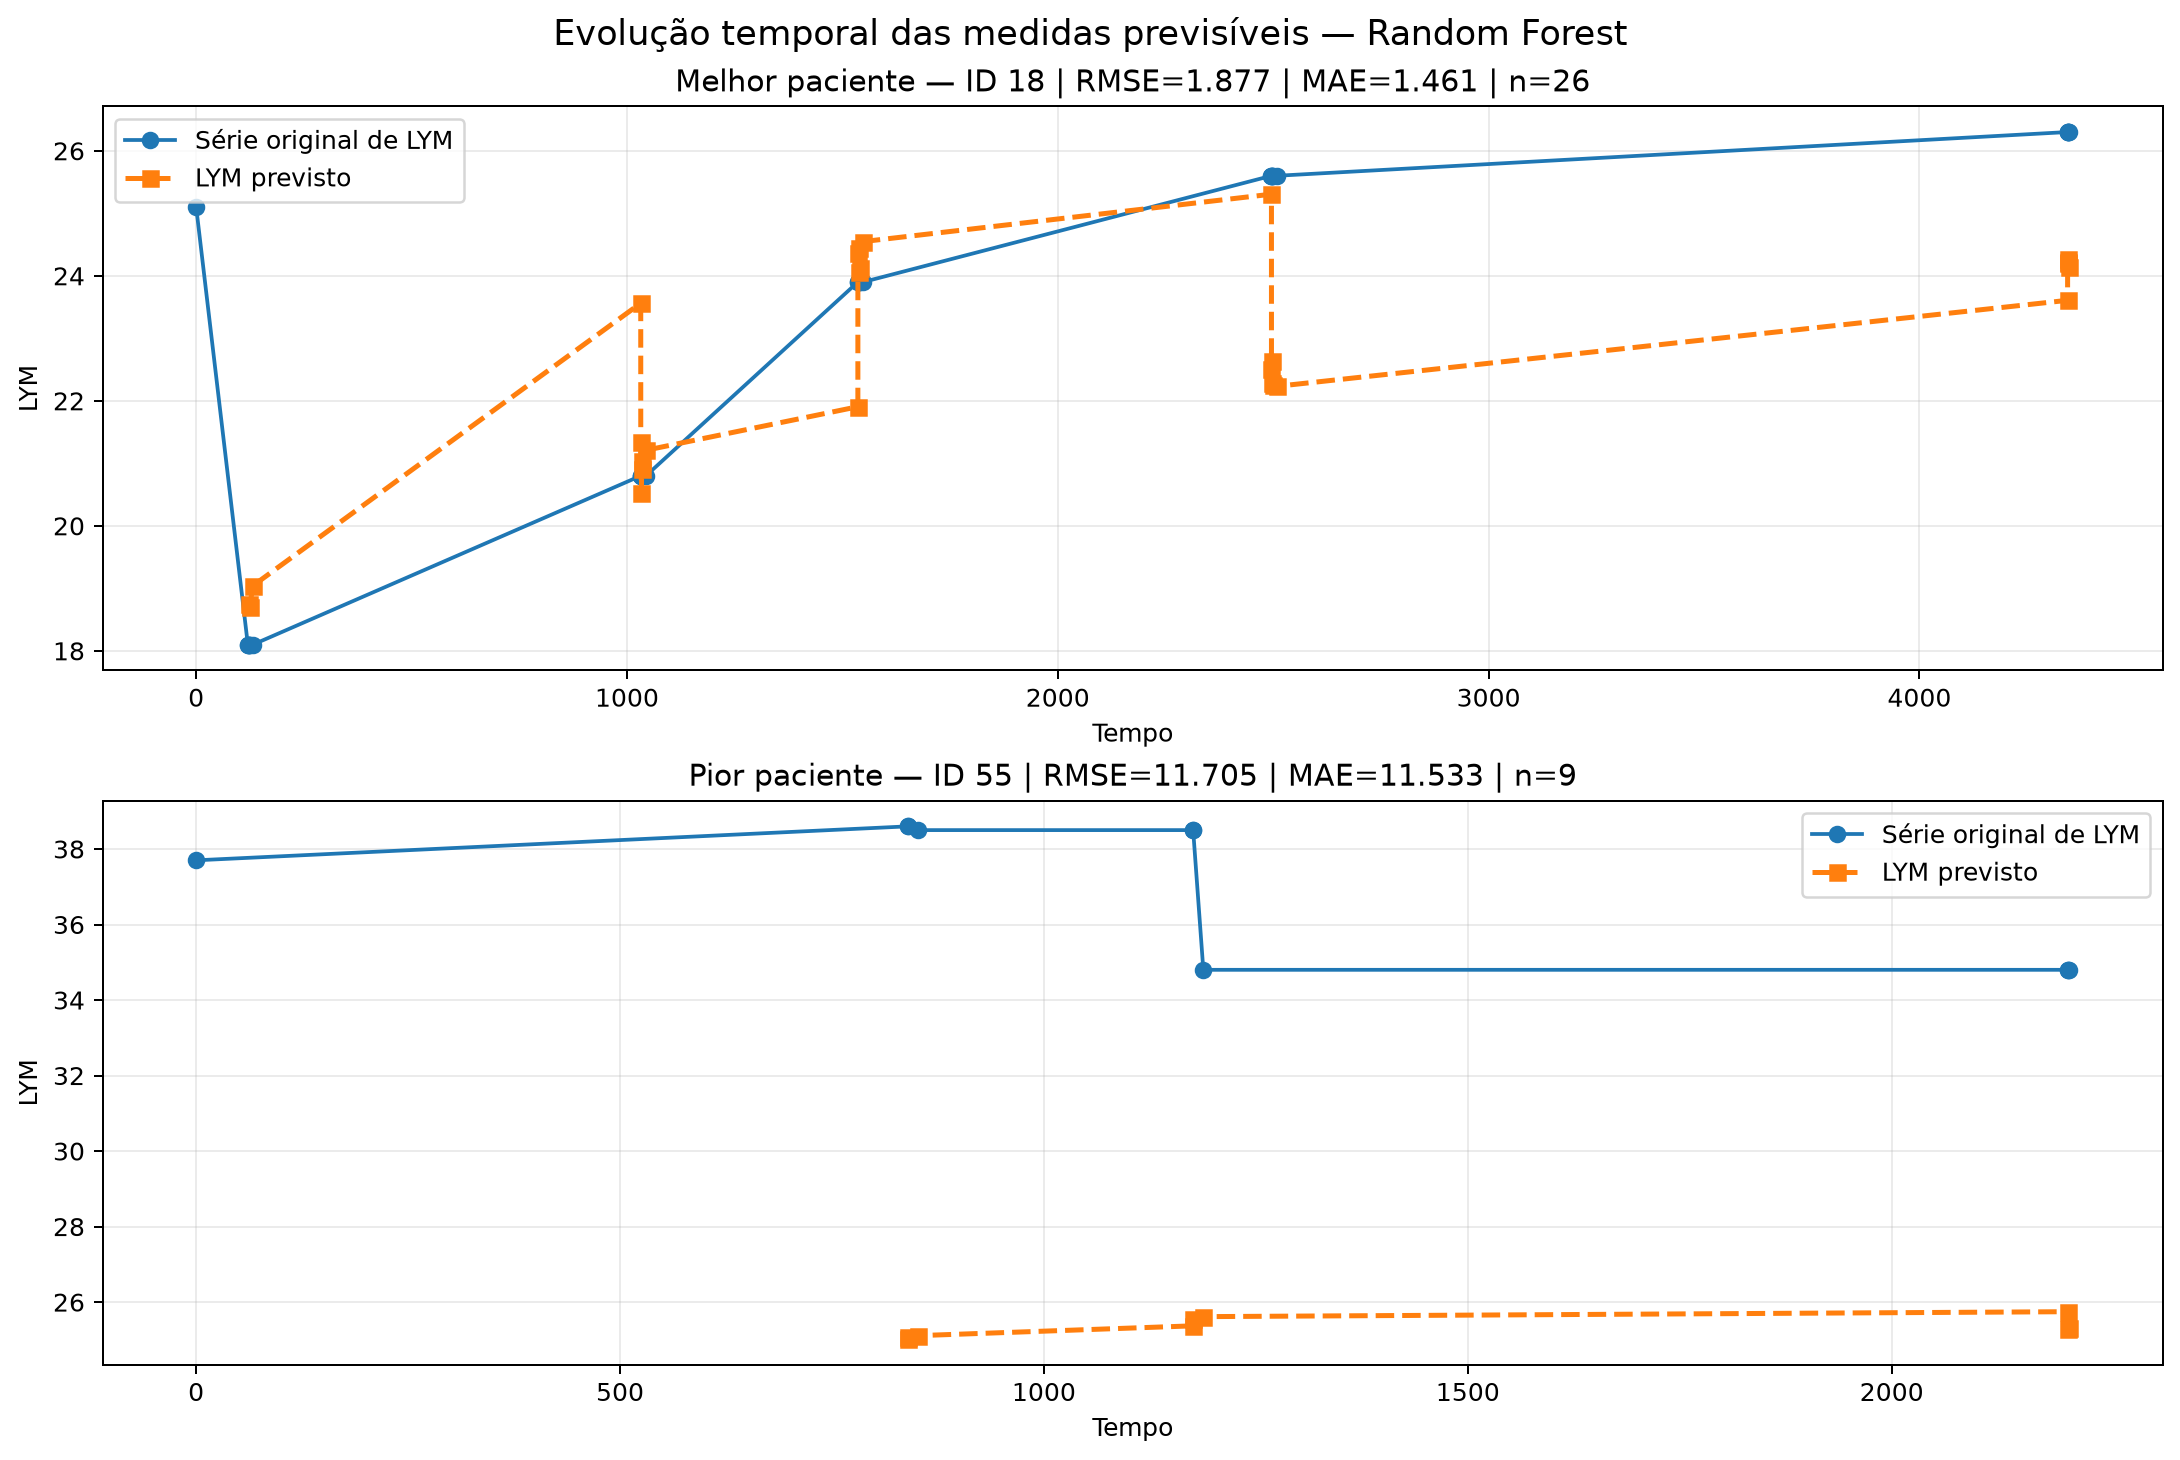 Evolução temporal das medidas previsíveis — Random Forest
Melhor paciente — ID 18 | RMSE=1.877 | MAE=1.461 | n=26
Série original de LYM
LYM previsto
26
24
22
20
18
LYM
0
1000
2000
3000
4000
Tempo
Pior paciente — ID 55 | RMSE=11.705 | MAE=11.533 | n=9
Série original de LYM
LYM previsto
38
36
34
32
30
28
26
LYM
0
500
1000
1500
2000
Tempo